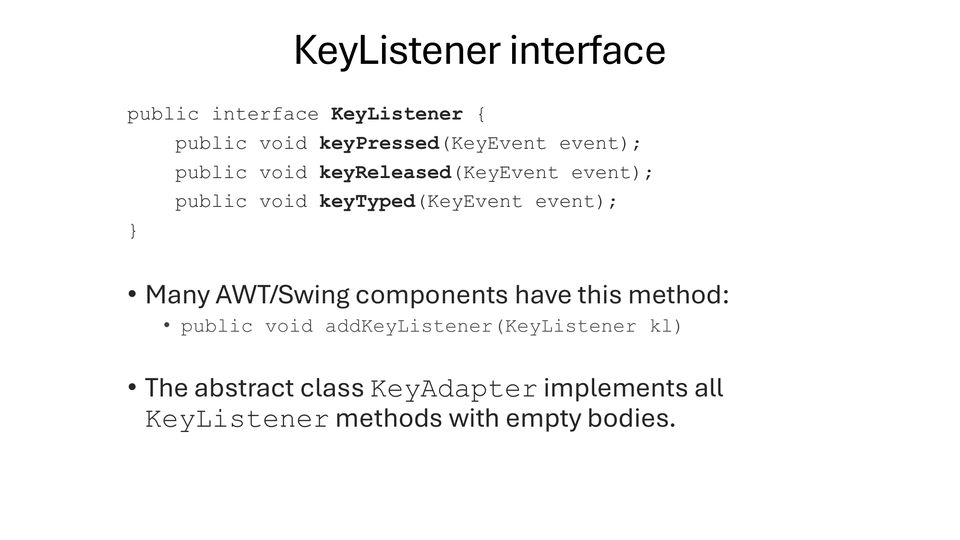 KeyListener interface
public interface KeyListener {
    public void keyPressed(KeyEvent event);
    public void keyReleased(KeyEvent event);
    public void keyTyped(KeyEvent event);
}
• Many AWT/Swing components have this method:
• public void addKeyListener(KeyListener kl)
• The abstract class KeyAdapter implements all
KeyListener methods with empty bodies.